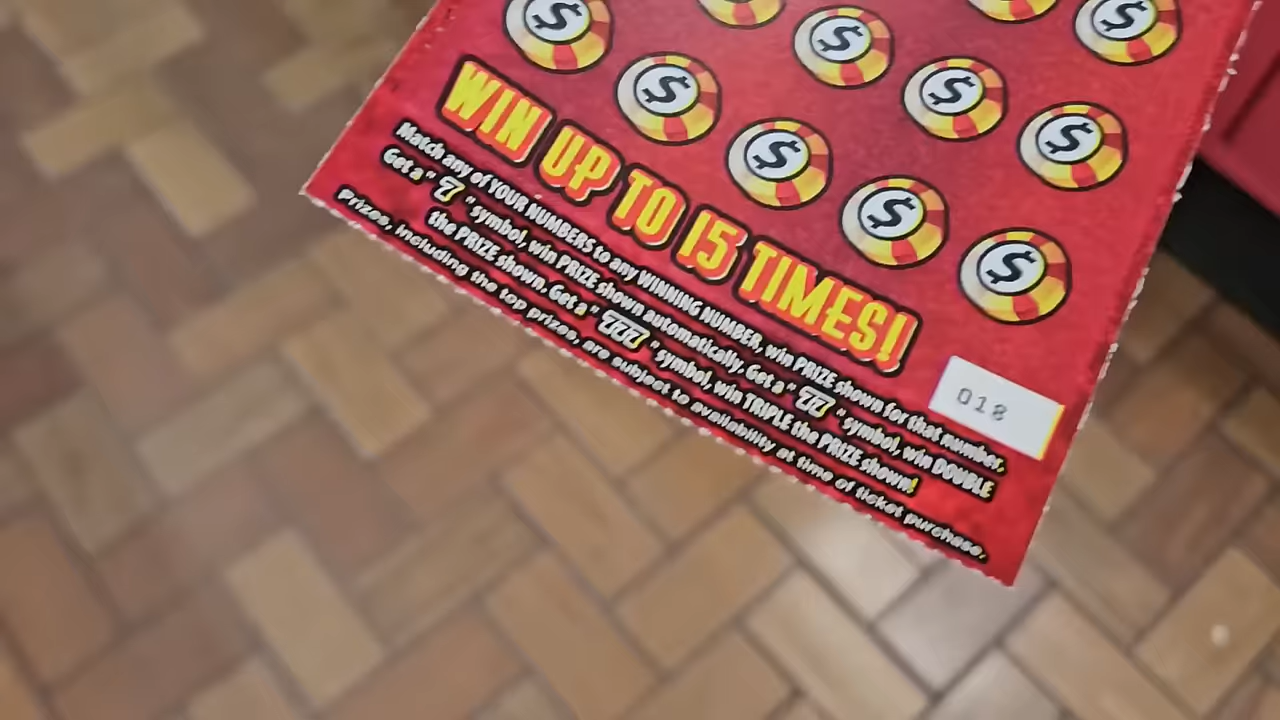 $ $ $ $
$ $ $ $ $ $
WIN UP TO 15 TIMES!
Match any of YOUR NUMBERS to any WINNING NUMBER, win PRIZE shown for that number.
Get a "7" symbol, win PRIZE shown automatically. Get a "77" symbol, win DOUBLE
the PRIZE shown. Get a "777" symbol, win TRIPLE the PRIZE shown!
Prizes, including the top prizes, are subject to availability at time of ticket purchase.
018